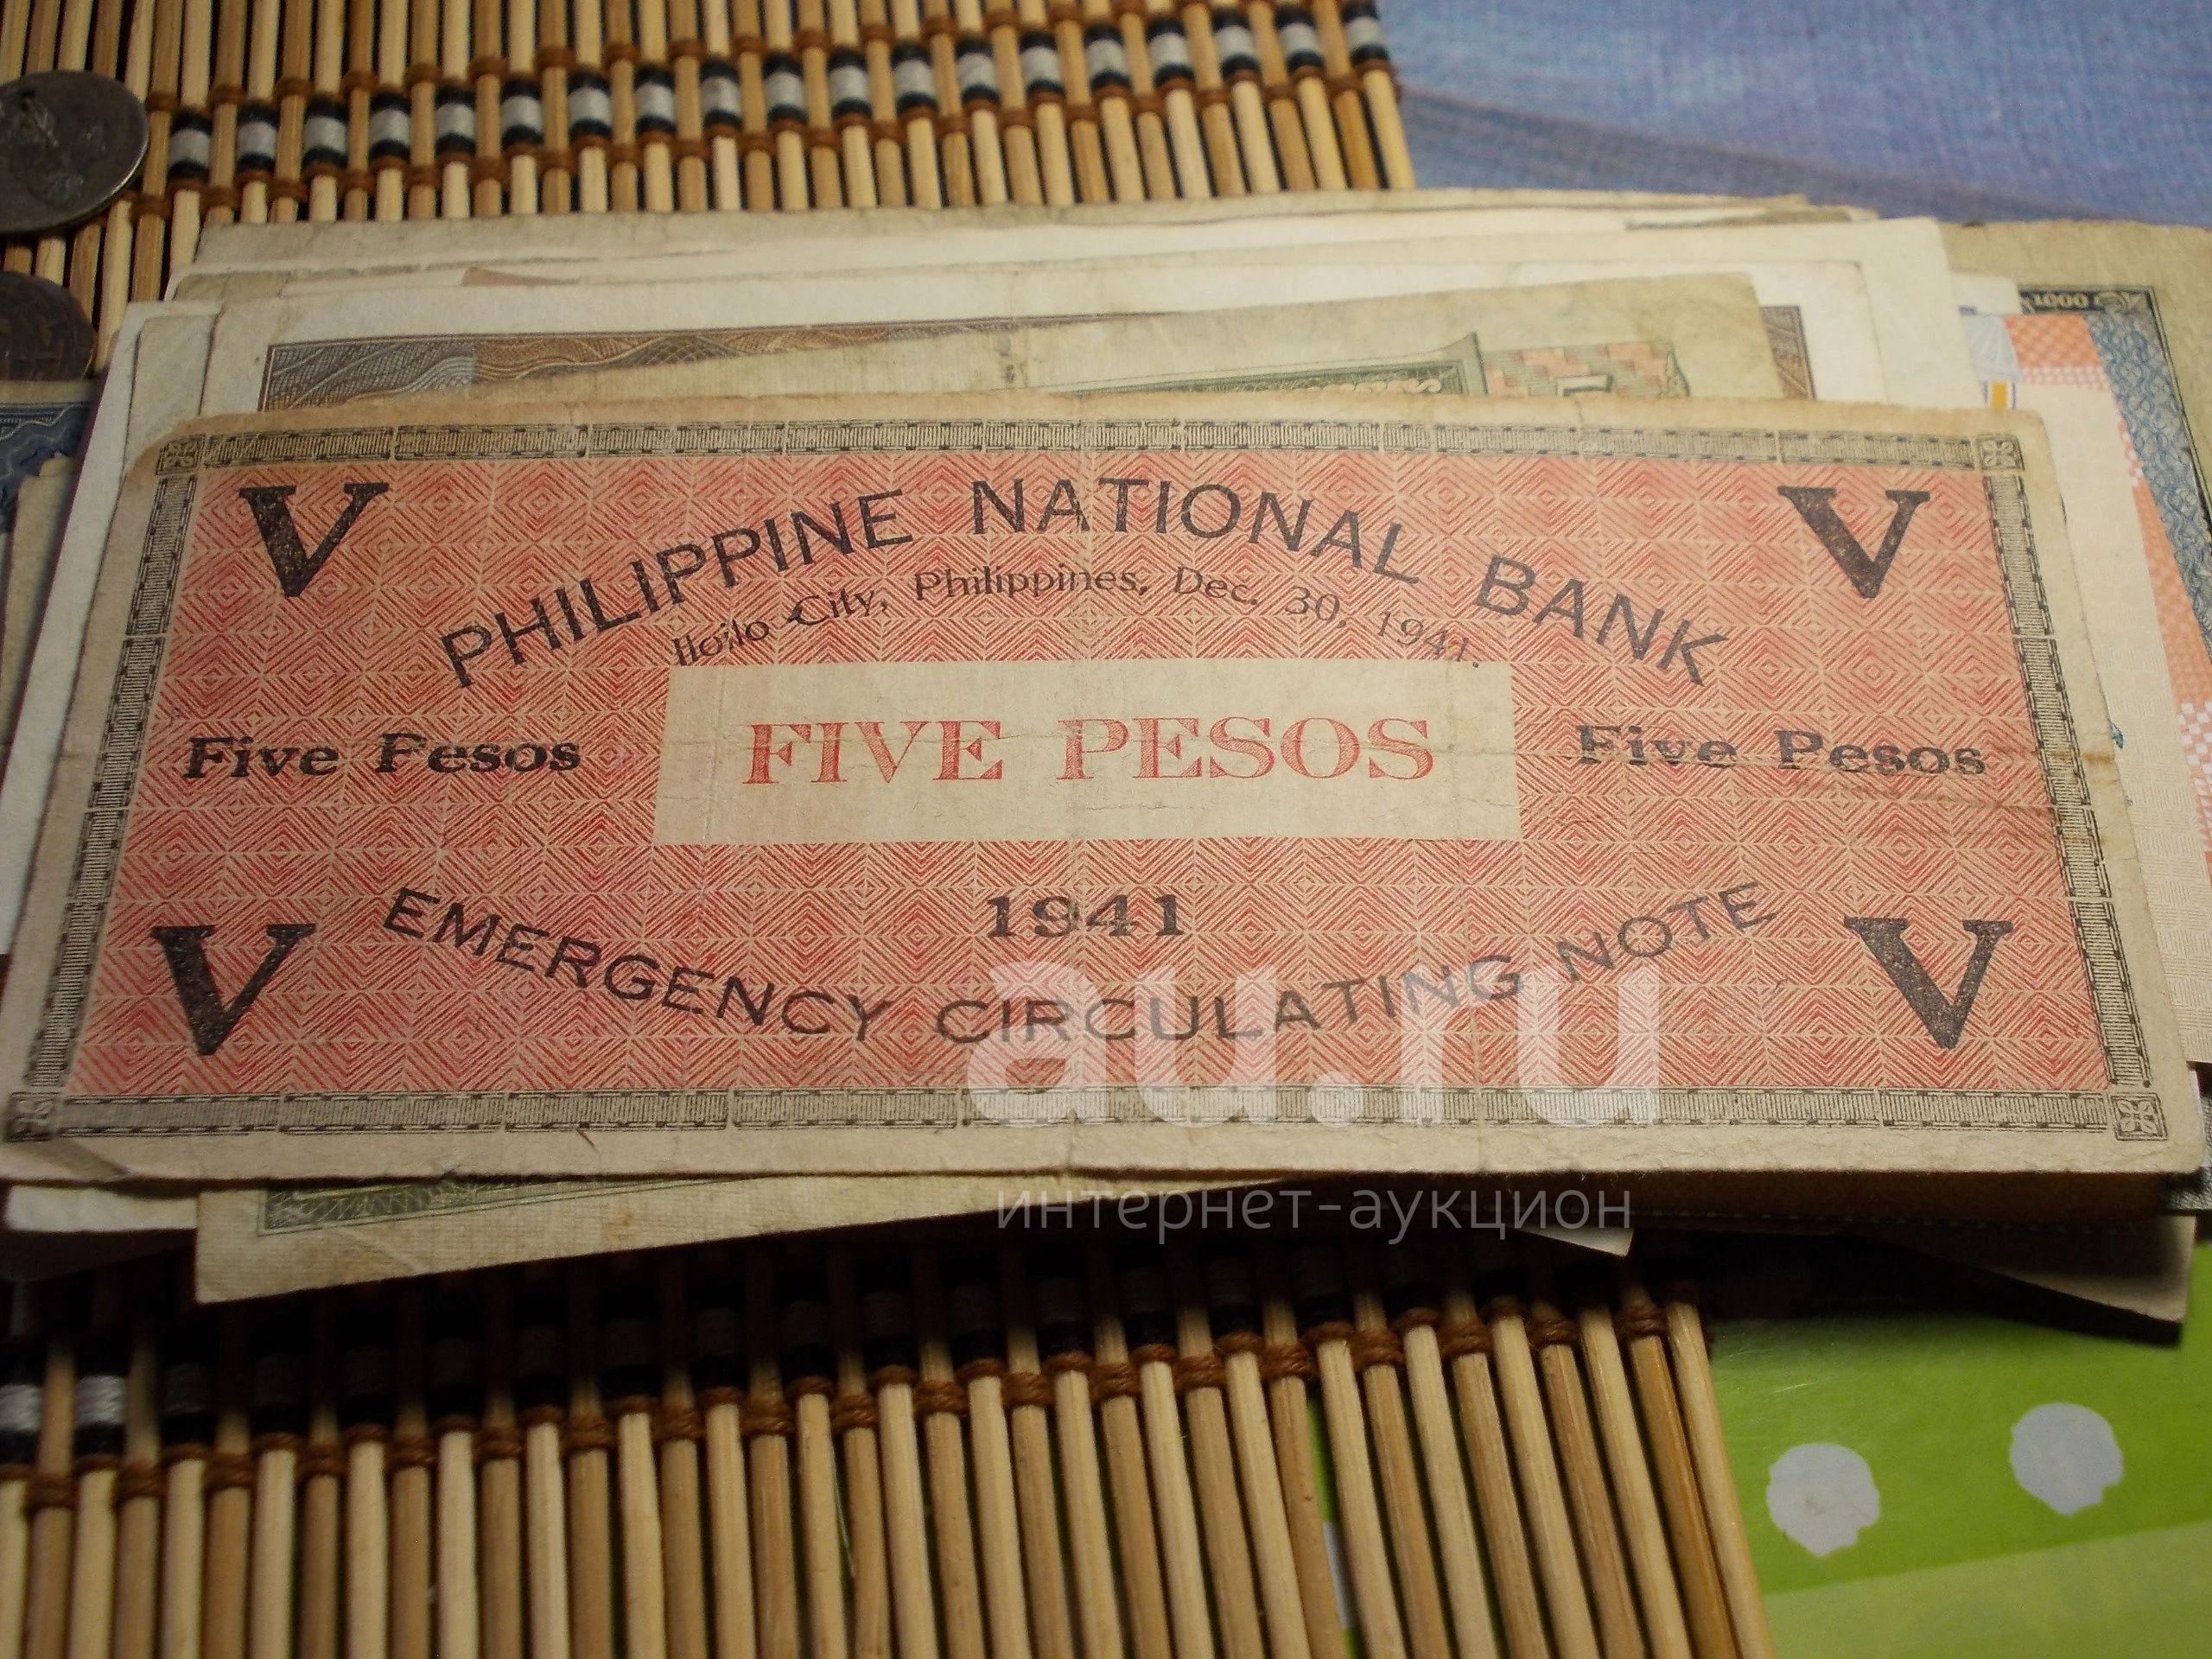 1000
V
V
PHILIPPINE NATIONAL BANK
Iloilo City, Philippines, Dec. 30, 1941.
Five Pesos
FIVE PESOS
Five Pesos
1941
EMERGENCY CIRCULATING NOTE
V
V
au.ru
интернет-аукцион